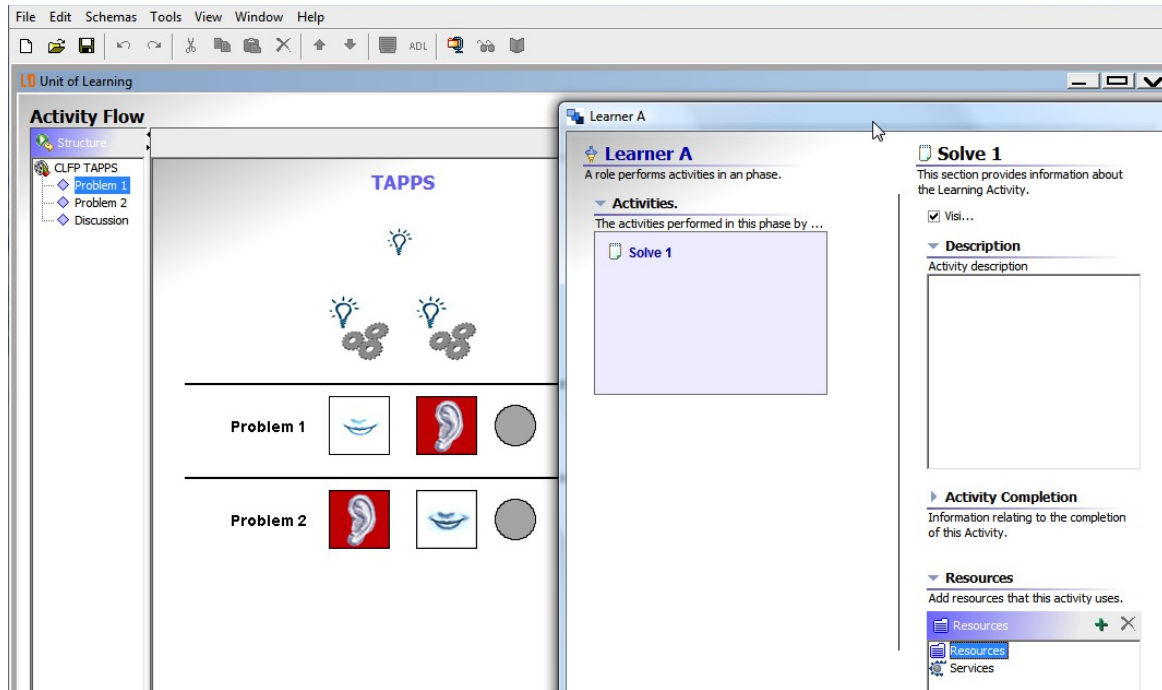 File Edit Schemas Tools View Window Help
ADL
LD Unit of Learning
Activity Flow
Structure
CLFP TAPPS
Problem 1
Problem 2
Discussion
TAPPS
Problem 1
Problem 2
Learner A
Learner A
A role performs activities in an phase.
Activities.
The activities performed in this phase by ...
Solve 1
Solve 1
This section provides information about
the Learning Activity.
Visi...
Description
Activity description
Activity Completion
Information relating to the completion
of this Activity.
Resources
Add resources that this activity uses.
Resources
Resources
Services